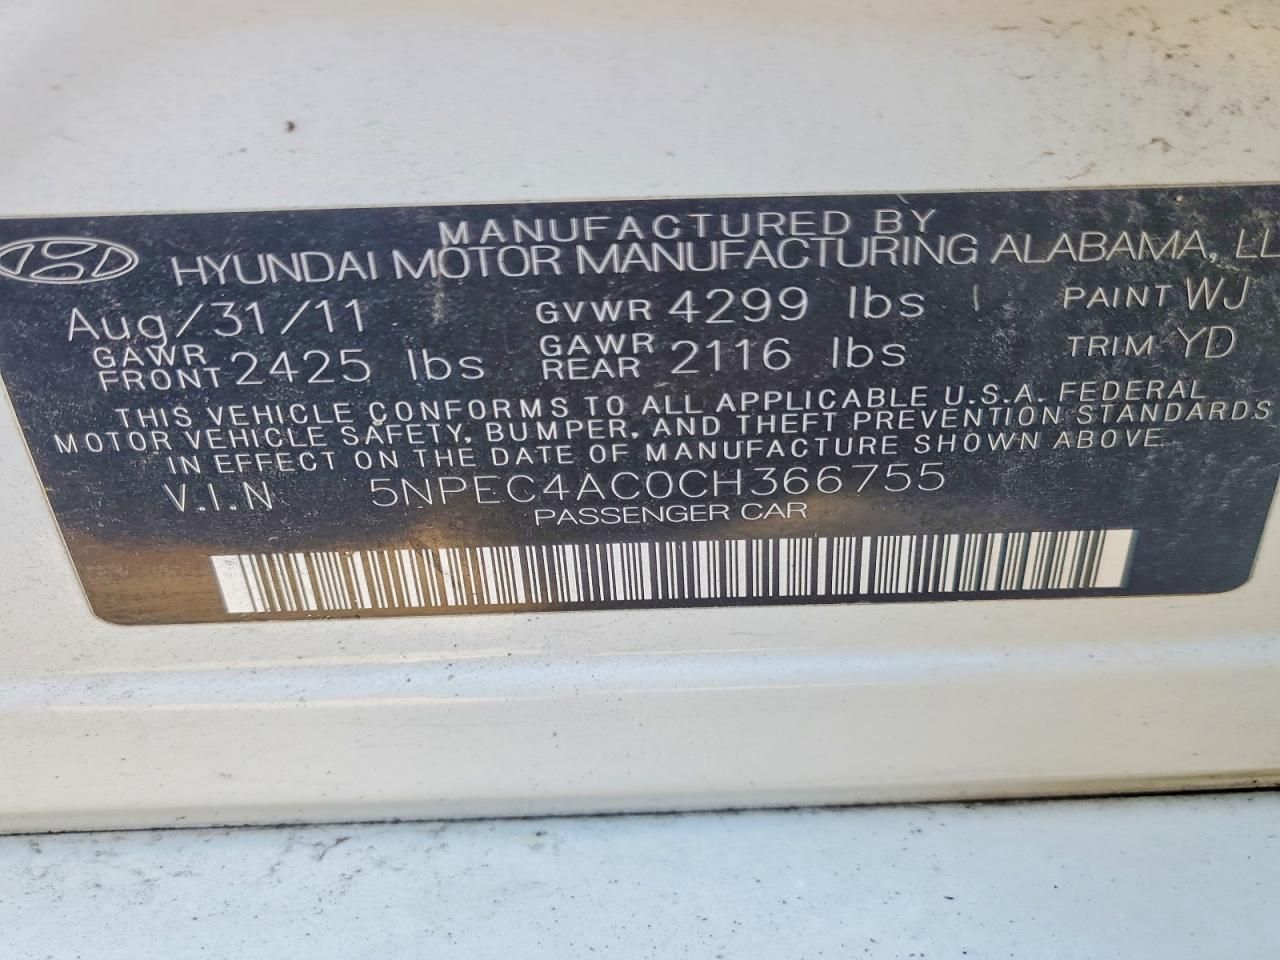 MANUFACTURED BY
HYUNDAI MOTOR MANUFACTURING ALABAMA, LL
Aug/31/11 GVWR 4299 lbs PAINT WJ
GAWR FRONT 2425 lbs GAWR REAR 2116 lbs TRIM YD
THIS VEHICLE CONFORMS TO ALL APPLICABLE U.S.A. FEDERAL
MOTOR VEHICLE SAFETY, BUMPER, AND THEFT PREVENTION STANDARDS
IN EFFECT ON THE DATE OF MANUFACTURE SHOWN ABOVE.
V.I.N 5NPEC4AC0CH366755
PASSENGER CAR